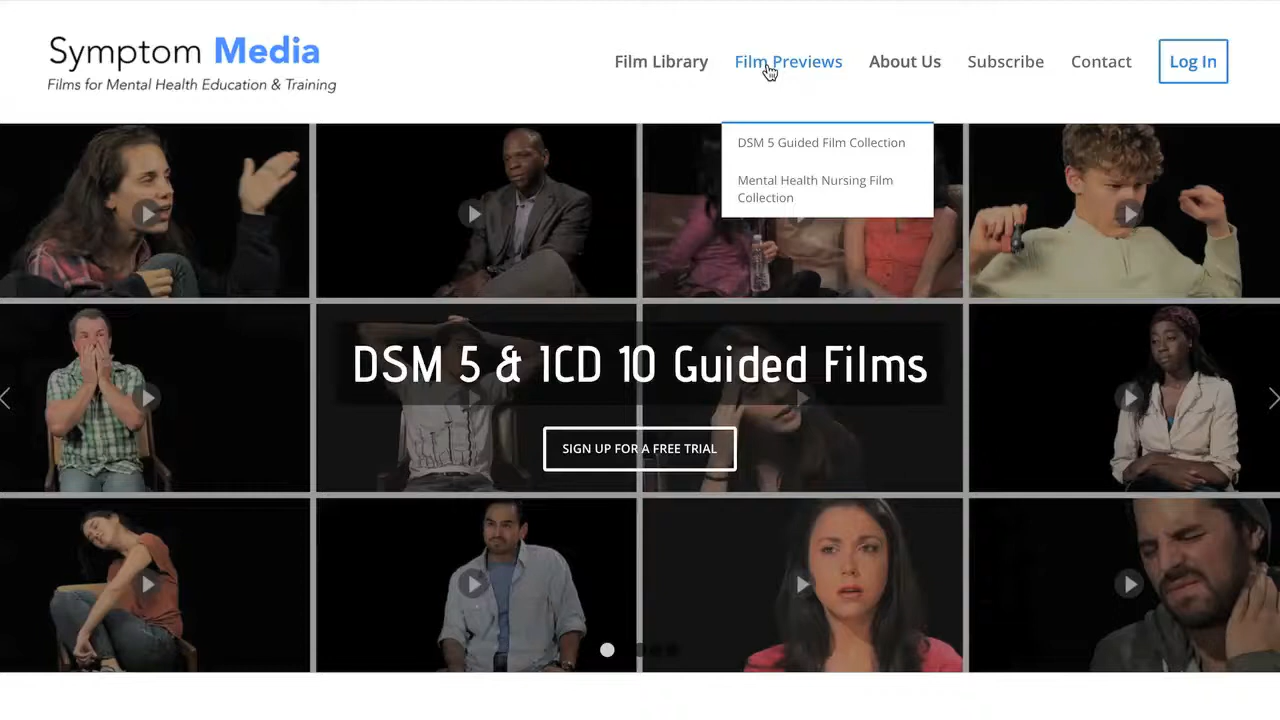 Symptom Media
Films for Mental Health Education & Training
Film Library
Film Previews
About Us
Subscribe
Contact
Log In
DSM 5 Guided Film Collection
Mental Health Nursing Film
Collection
DSM 5 & ICD 10 Guided Films
SIGN UP FOR A FREE TRIAL